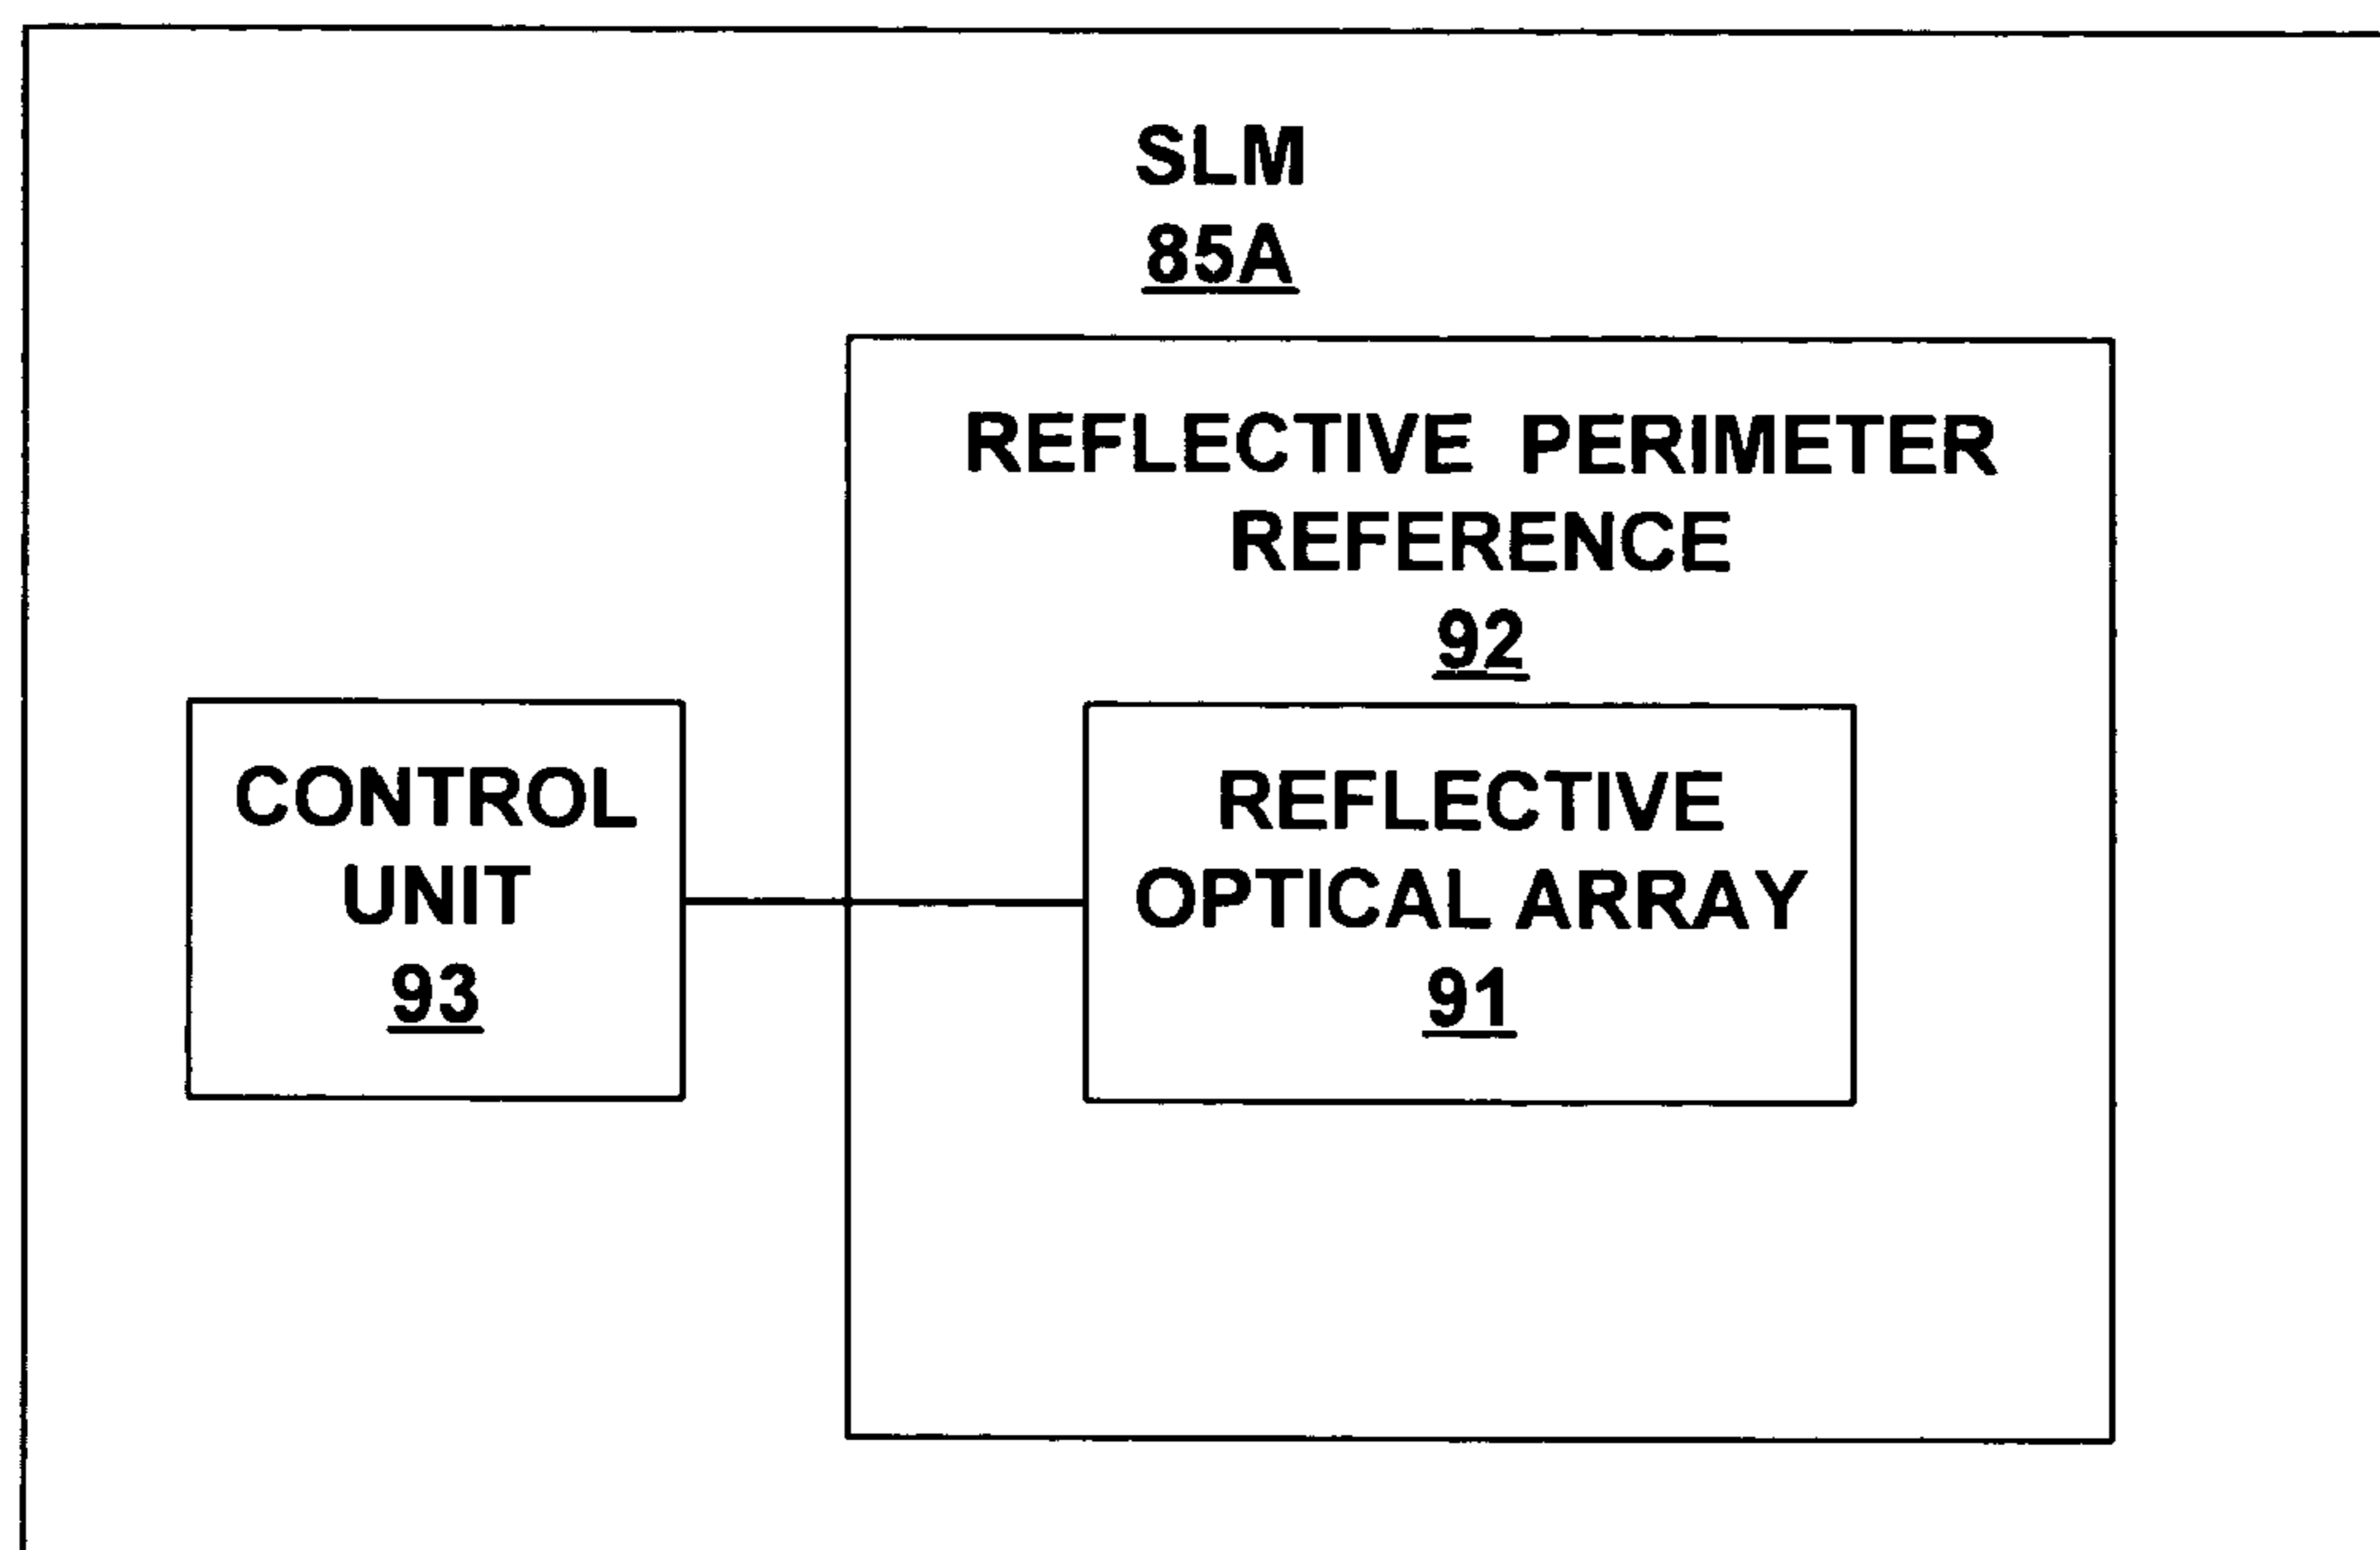 SLM
85A
REFLECTIVE PERIMETER
REFERENCE
92
CONTROL
UNIT
93
REFLECTIVE
OPTICAL ARRAY
91